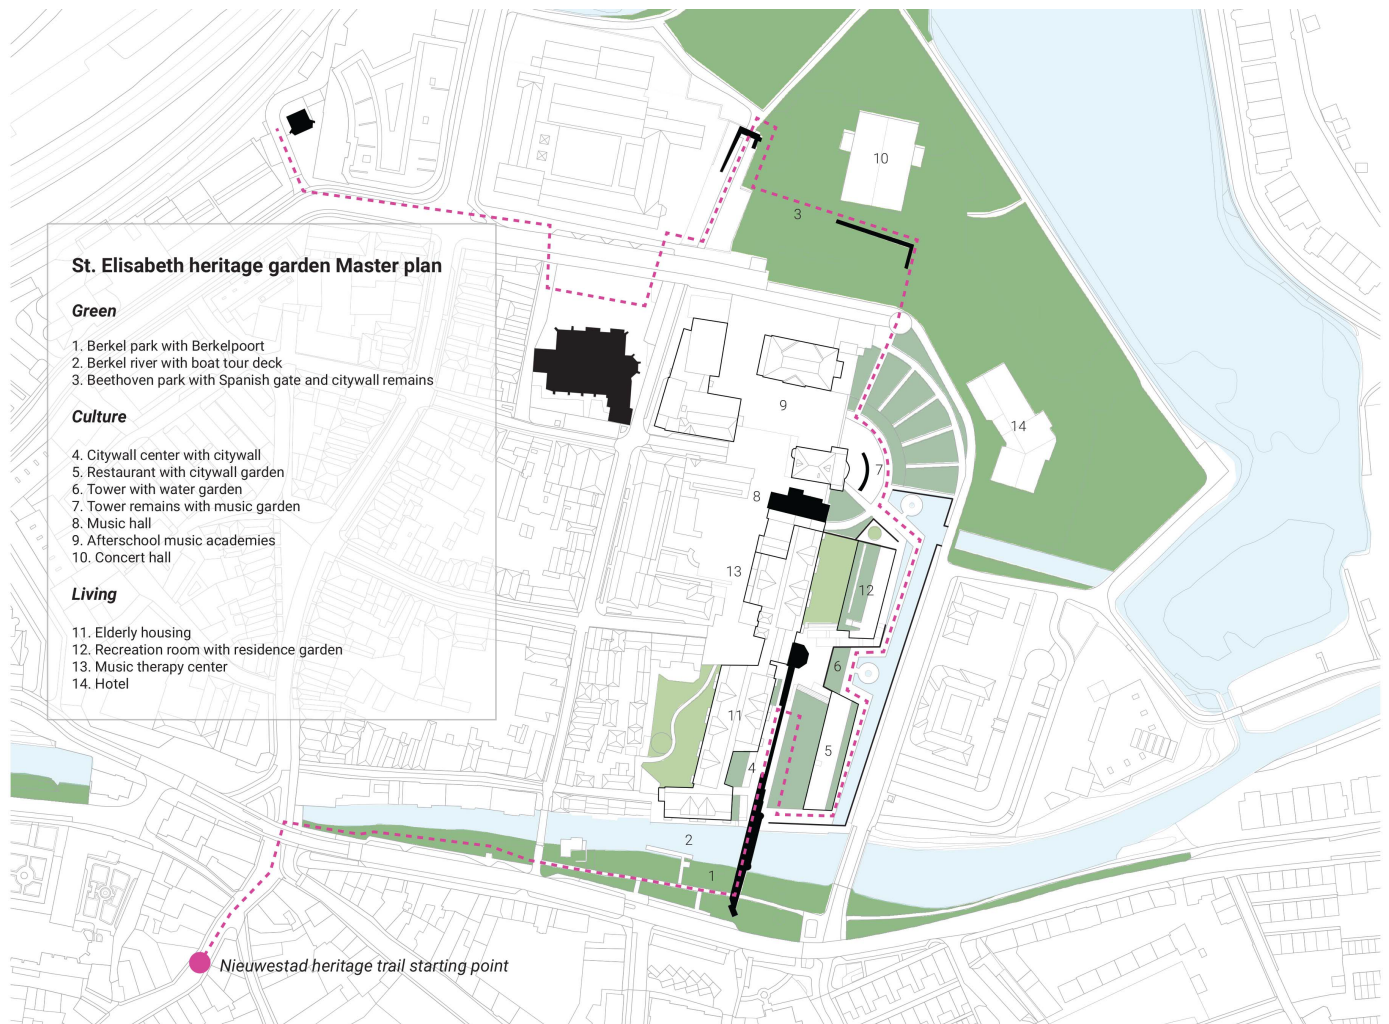 10
3
St. Elisabeth heritage garden Master plan
Green
1. Berkel park with Berkelpoort
2. Berkel river with boat tour deck
3. Beethoven park with Spanish gate and citywall remains
Culture
4. Citywall center with citywall
5. Restaurant with citywall garden
6. Tower with water garden
7. Tower remains with music garden
8. Music hall
9. Afterschool music academies
10. Concert hall
Living
11. Elderly housing
12. Recreation room with residence garden
13. Music therapy center
14. Hotel
9
14
7
8
13
12
6
11
5
4
2
1
Nieuwestad heritage trail starting point